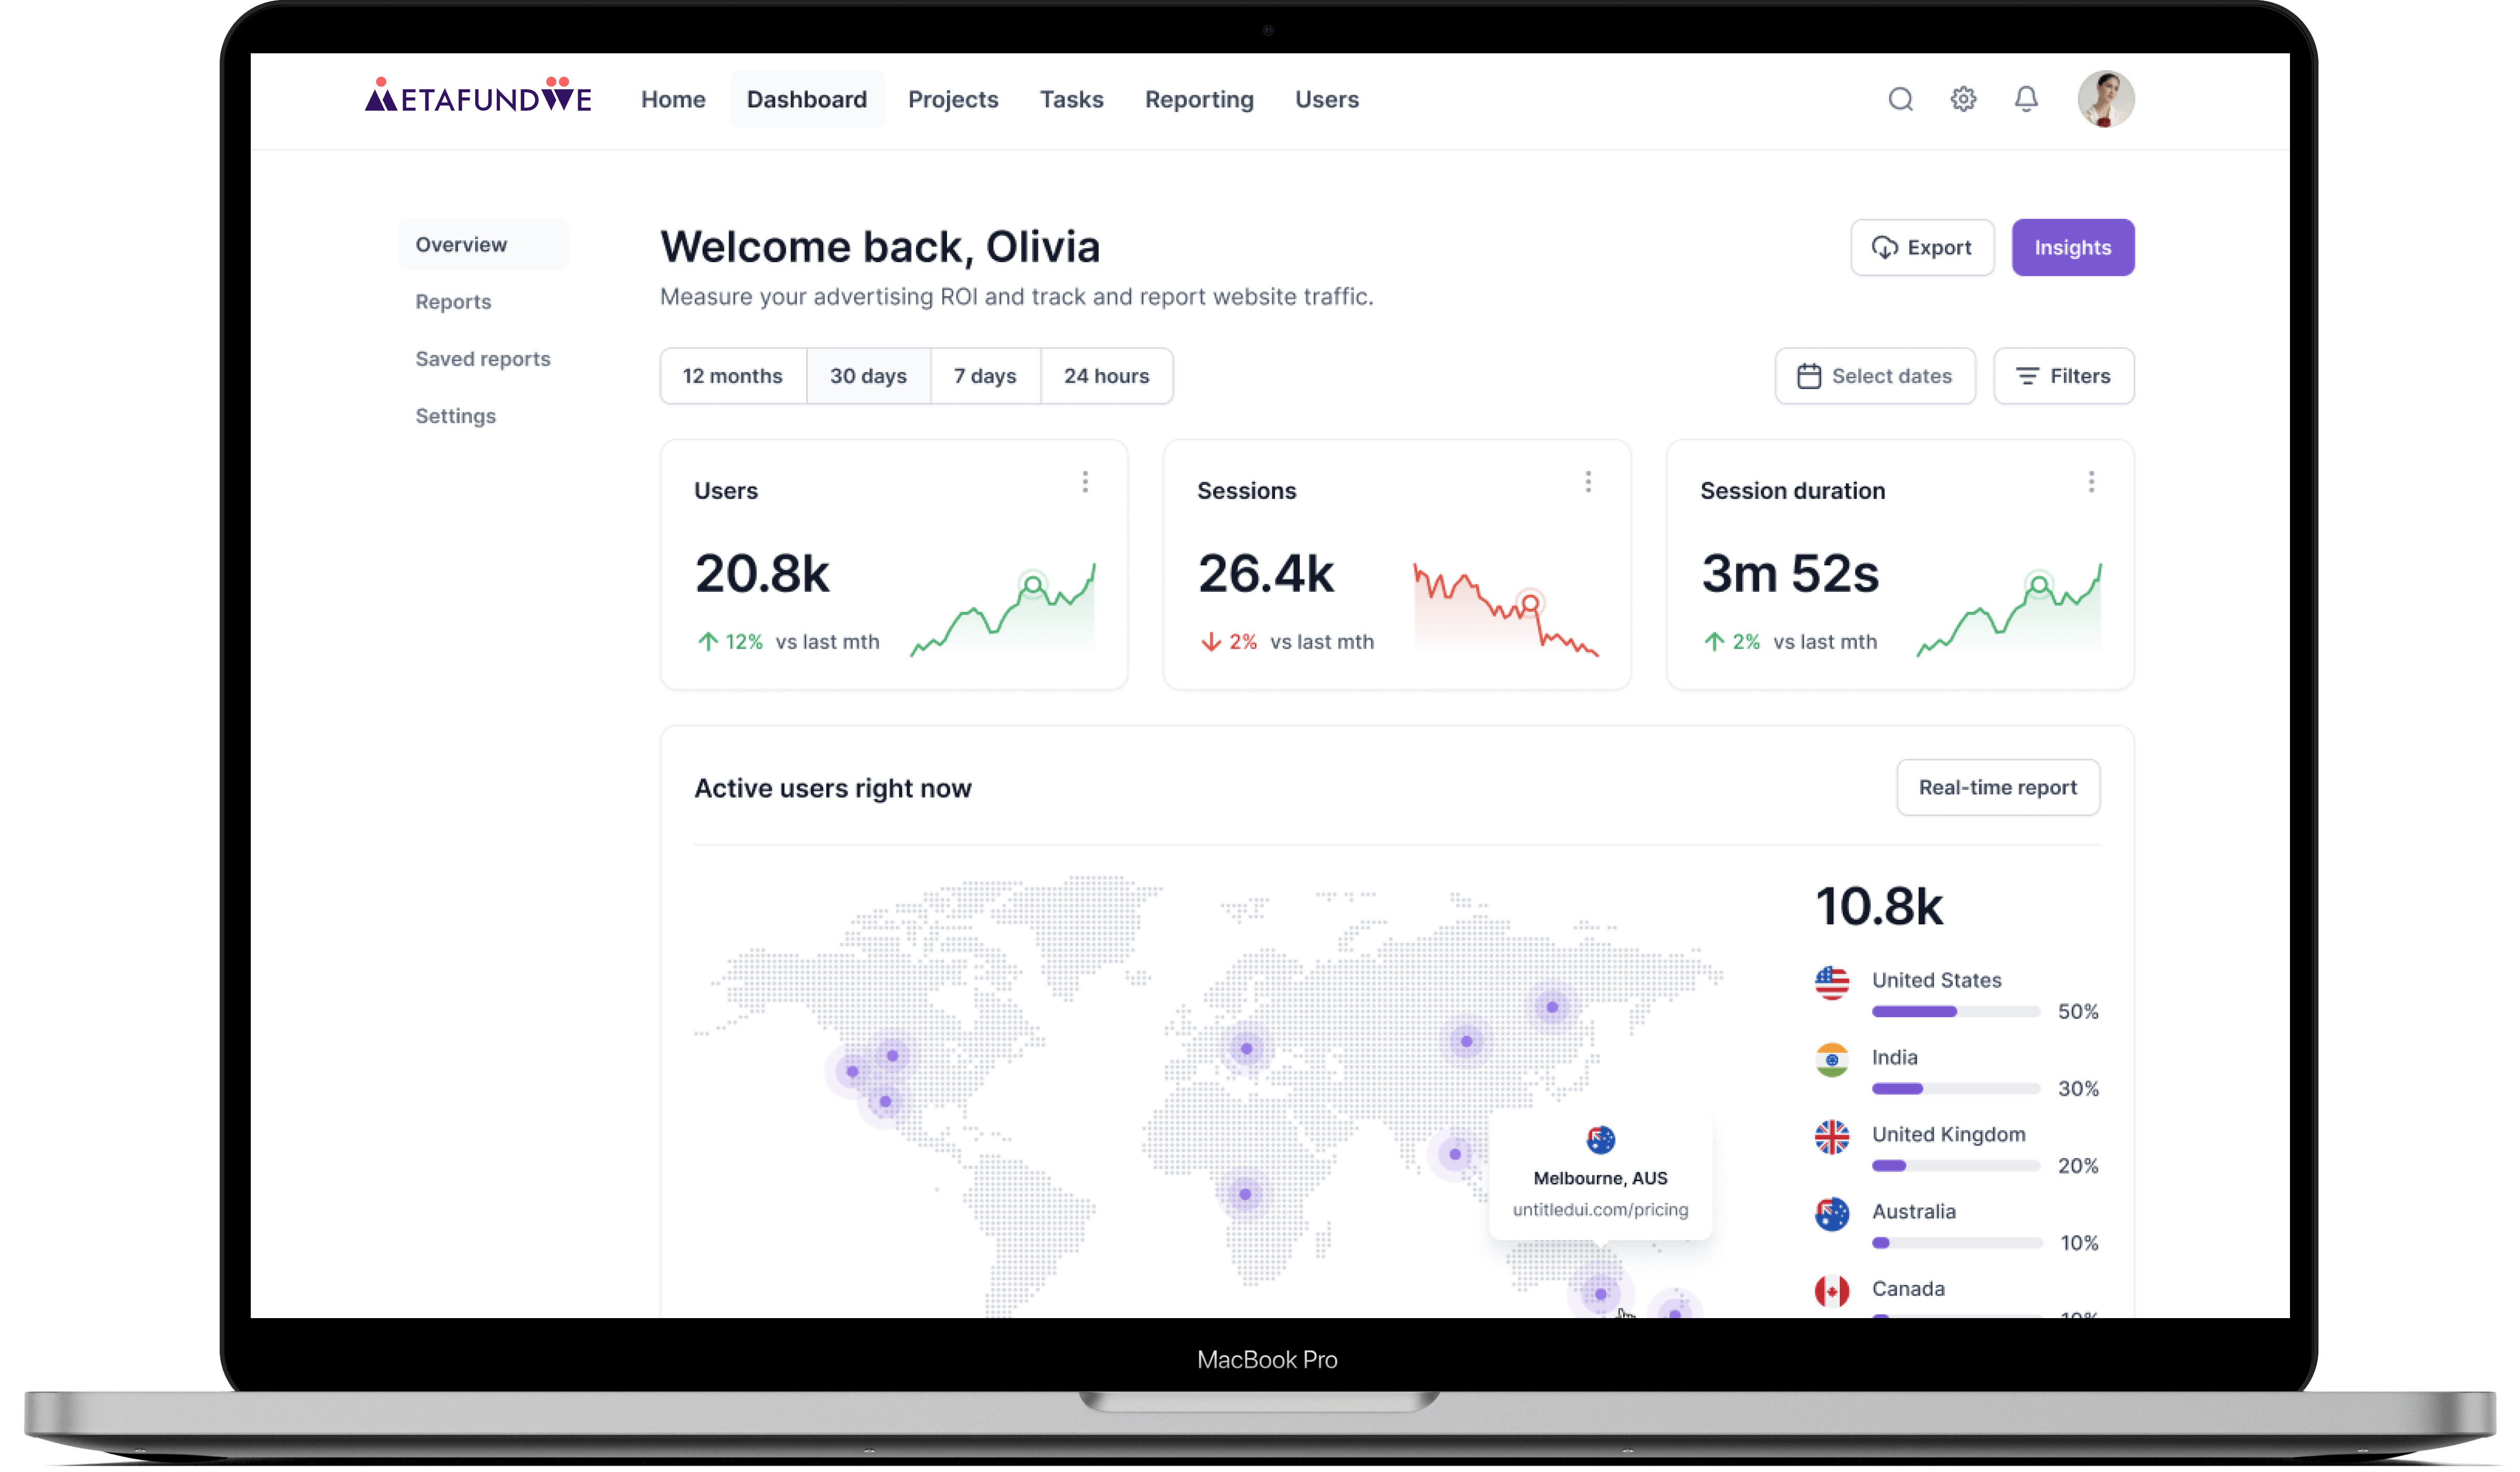 METAFUNDWE Home Dashboard Projects Tasks Reporting Users
Overview
Reports
Saved reports
Settings
Welcome back, Olivia
Measure your advertising ROI and track and report website traffic.
Export Insights
12 months 30 days 7 days 24 hours
Select dates Filters
Users
20.8k
12% vs last mth
Sessions
26.4k
2% vs last mth
Session duration
3m 52s
2% vs last mth
Active users right now
Real-time report
Melbourne, AUS
untitledui.com/pricing
10.8k
United States
50%
India
30%
United Kingdom
20%
Australia
10%
Canada
MacBook Pro